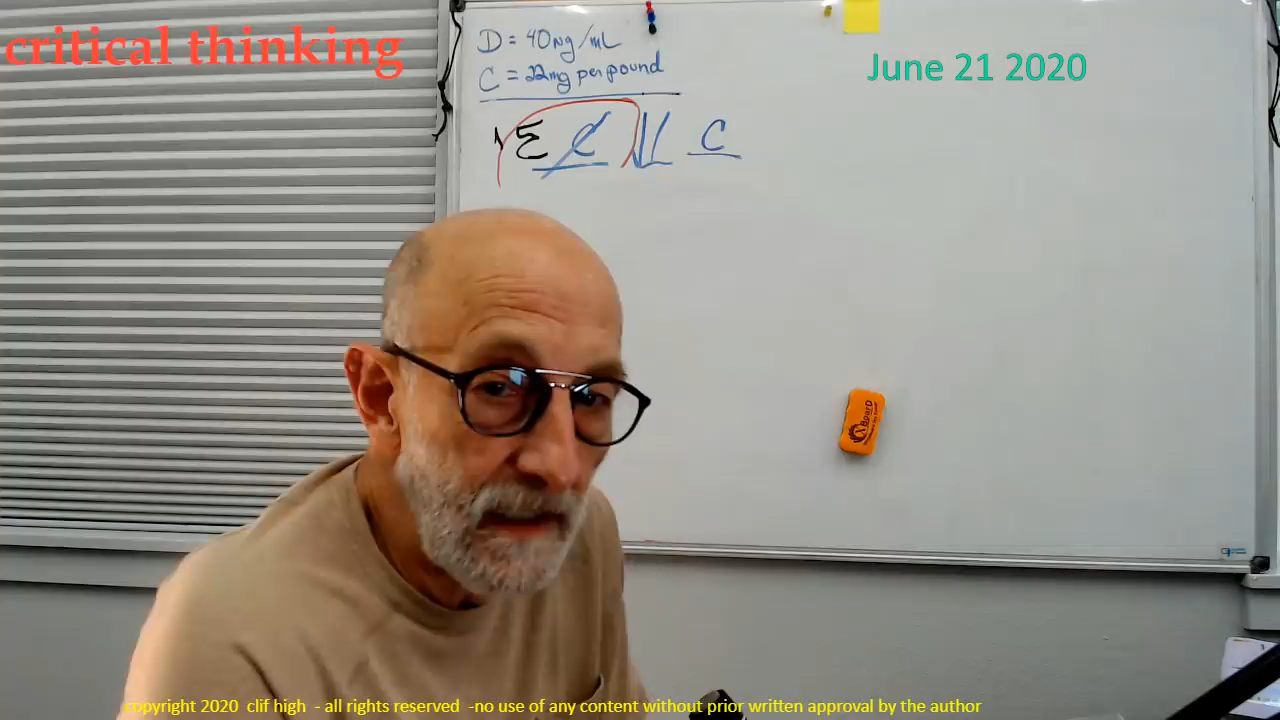 critical thinking
June 21 2020
D = 40ng/mL
C = 22mg per pound
C
copyright 2020 clif high - all rights reserved -no use of any content without prior written approval by the author